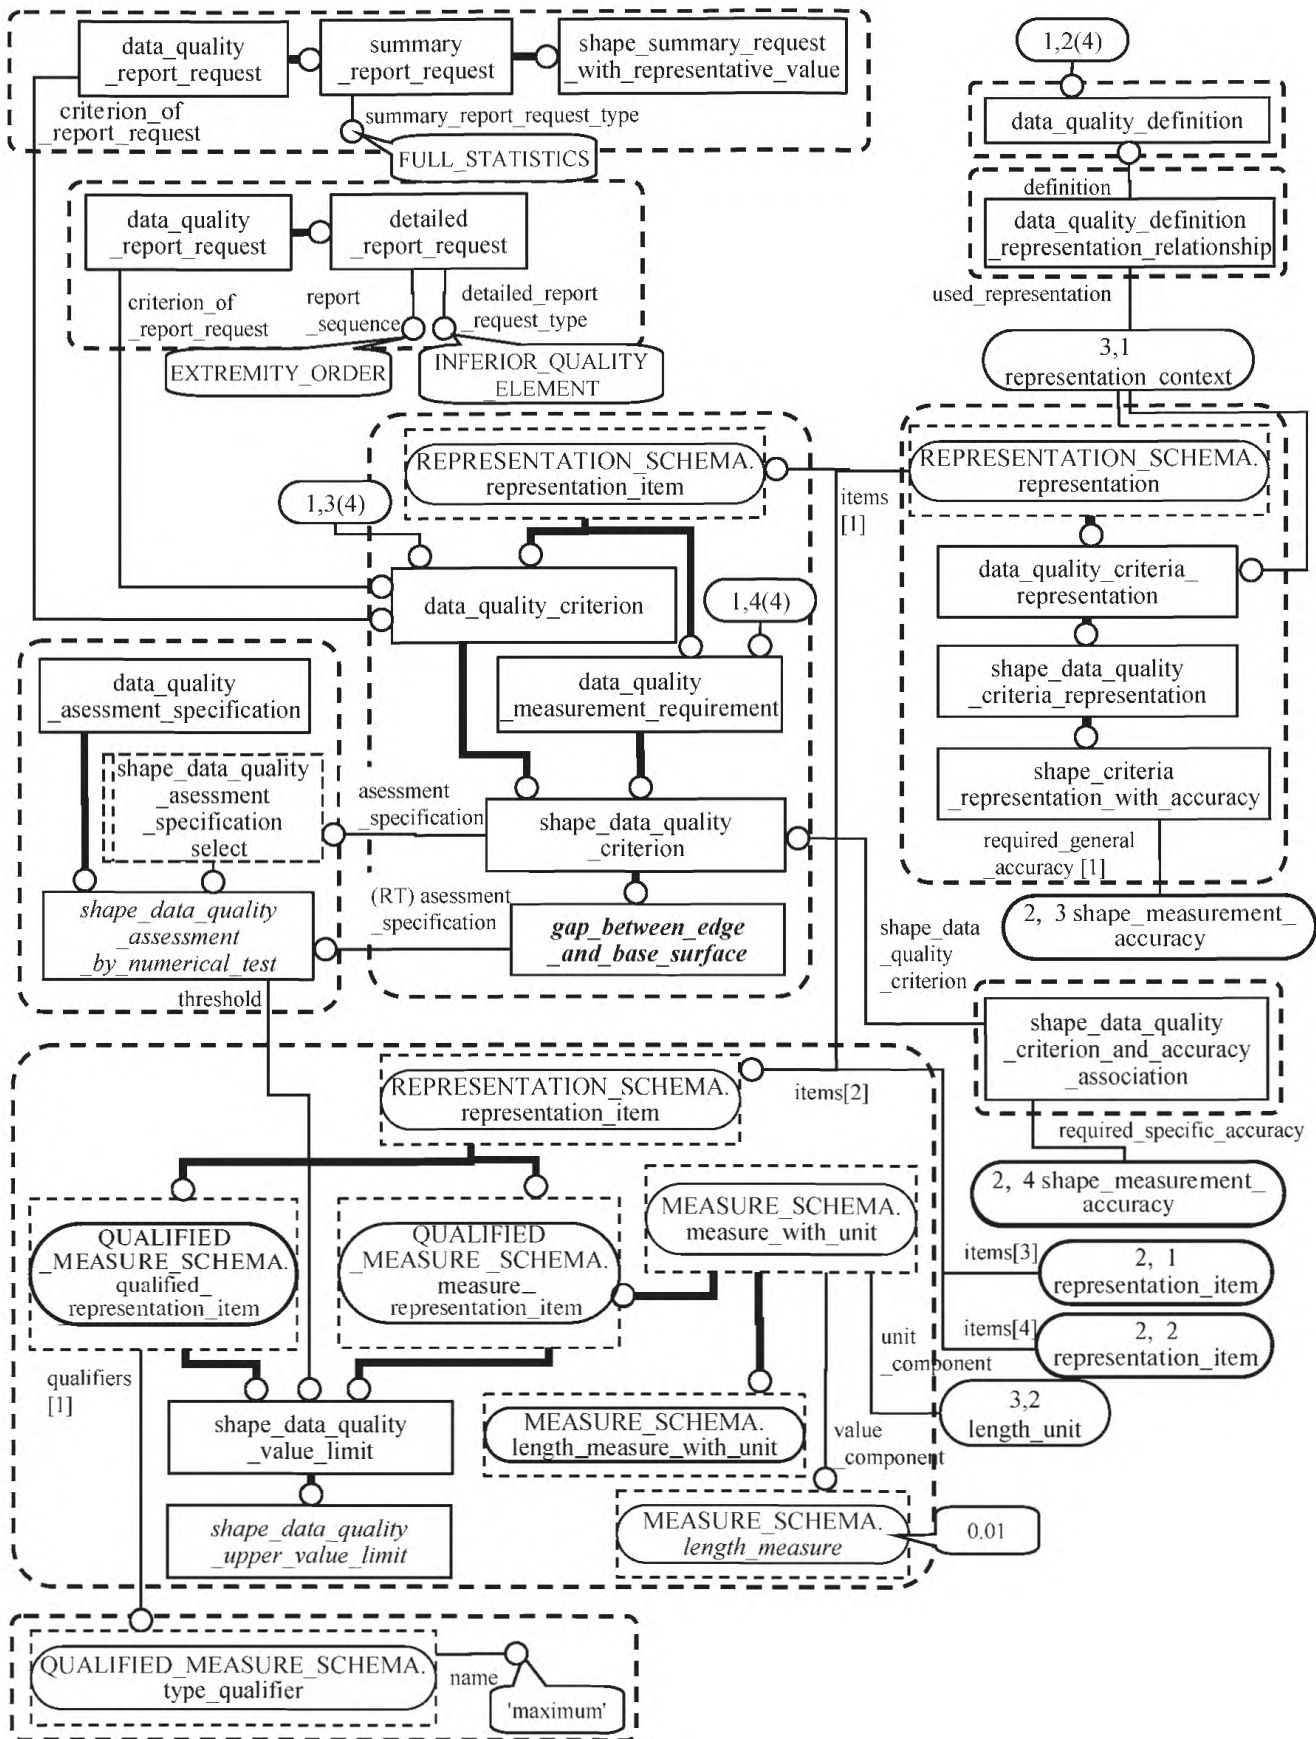 data_quality
_report_request
summary
_report_request
shape_summary_request
_with_representative_value
criterion_of
_report_request
summary_report_request_type
FULL_STATISTICS
1,2(4)
data_quality_definition
definition
data_quality_definition
_representation_relationship
used_representation
3,1
representation_context
data_quality
_report_request
detailed
_report_request
criterion_of
_report_request
report
_sequence
detailed_report
_request_type
EXTREMITY_ORDER
INFERIOR_QUALITY
_ELEMENT
REPRESENTATION_SCHEMA.
representation_item
items
[1]
REPRESENTATION_SCHEMA.
representation
1,3(4)
data_quality_criterion
1,4(4)
data_quality
_measurement_requirement
data_quality_criteria_
representation
shape_data_quality
_criteria_representation
shape_criteria
_representation_with_accuracy
required_general
_accuracy [1]
2, 3 shape_measurement_
accuracy
data_quality
_asessment_specification
shape_data_quality
_asessment
_specification
_select
asessment
_specification
shape_data_quality
_criterion
shape_data_quality
_assessment
_by_numerical_test
(RT) asessment
_specification
gap_between_edge
_and_base_surface
threshold
shape_data
_quality
_criterion
shape_data_quality
_criterion_and_accuracy
_association
required_specific_accuracy
2, 4 shape_measurement_
accuracy
REPRESENTATION_SCHEMA.
representation_item
items[2]
QUALIFIED
_MEASURE_SCHEMA.
qualified_
representation_item
QUALIFIED
_MEASURE_SCHEMA.
measure_
representation_item
MEASURE_SCHEMA.
measure_with_unit
items[3]
2, 1
representation_item
items[4]
2, 2
representation_item
unit
_component
3,2
length_unit
qualifiers
[1]
shape_data_quality
_value_limit
MEASURE_SCHEMA.
length_measure_with_unit
value
_component
shape_data_quality
_upper_value_limit
MEASURE_SCHEMA.
length_measure
0.01
QUALIFIED_MEASURE_SCHEMA.
type_qualifier
name
'maximum'